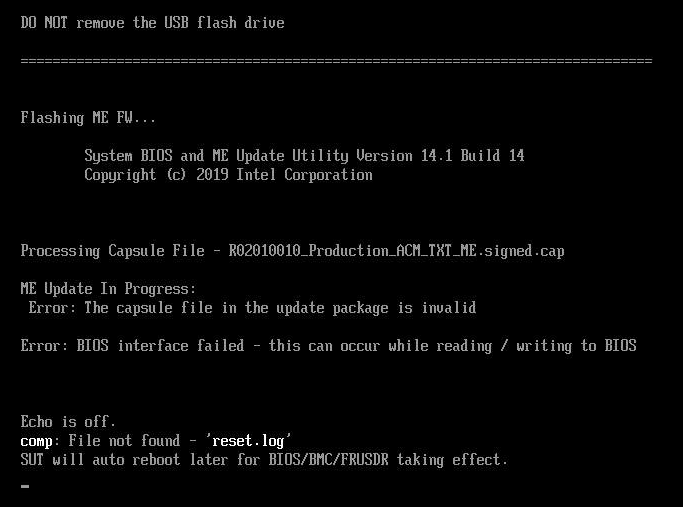 DO NOT remove the USB flash drive
===============================================================================
Flashing ME FW...
System BIOS and ME Update Utility Version 14.1 Build 14
Copyright (c) 2019 Intel Corporation
Processing Capsule File - R02010010_Production_ACM_TXT_ME.signed.cap
ME Update In Progress:
Error: The capsule file in the update package is invalid
Error: BIOS interface failed - this can occur while reading / writing to BIOS
Echo is off.
comp: File not found - 'reset.log'
SUT will auto reboot later for BIOS/BMC/FRUSDR taking effect.
_